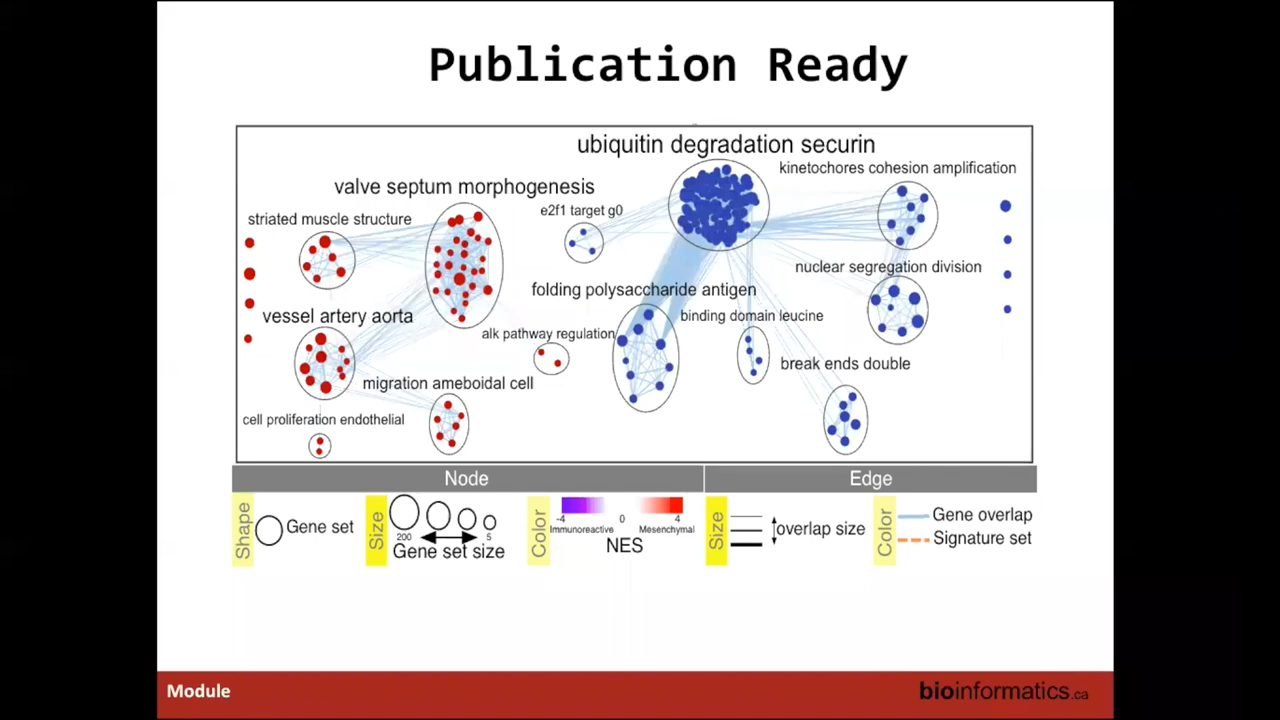 Publication Ready
ubiquitin degradation securin
kinetochores cohesion amplification
valve septum morphogenesis
e2f1 target g0
striated muscle structure
nuclear segregation division
folding polysaccharide antigen
vessel artery aorta
binding domain leucine
alk pathway regulation
break ends double
migration ameboidal cell
cell proliferation endothelial
Node
Edge
Shape
Gene set
Size
200
5
Gene set size
Color
-4
0
4
Immunoreactive
Mesenchymal
NES
Size
overlap size
Color
Gene overlap
Signature set
Module
bioinformatics.ca